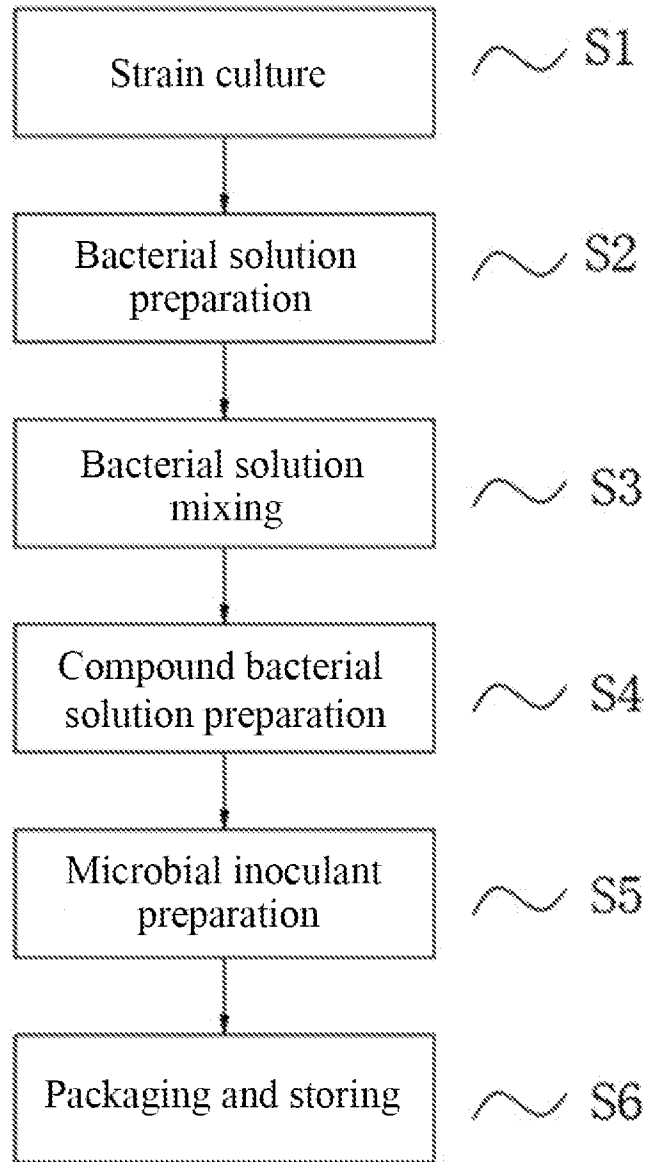 Strain culture
S1
Bacterial solution
preparation
S2
Bacterial solution
mixing
S3
Compound bacterial
solution preparation
S4
Microbial inoculant
preparation
S5
Packaging and storing
S6